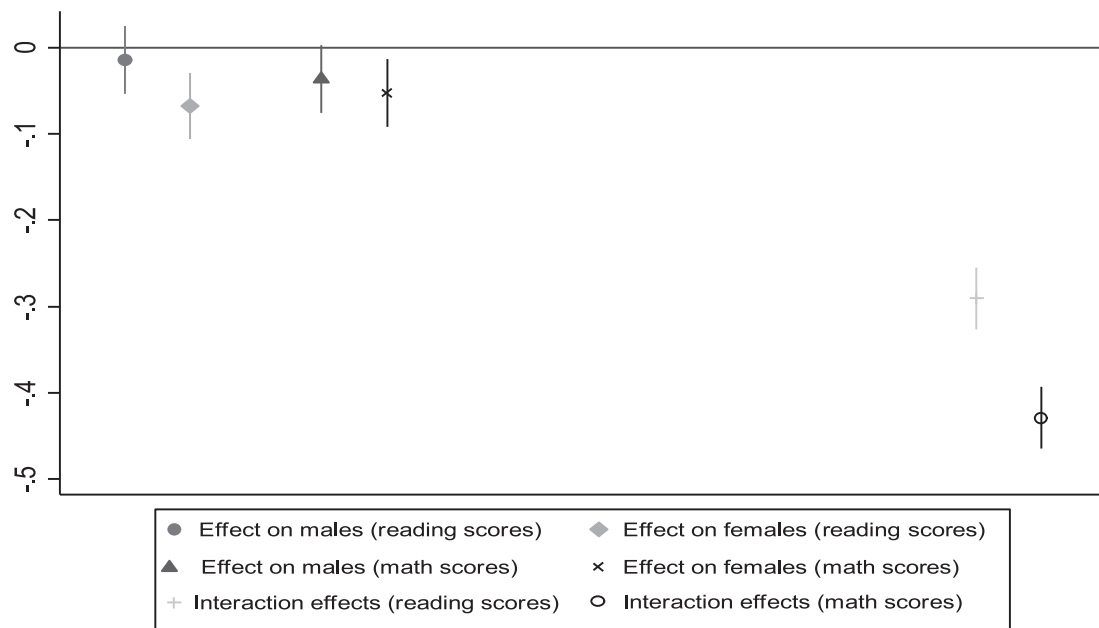 0
-.1
-.2
-.3
-.4
-.5
Effect on males (reading scores) Effect on females (reading scores)
Effect on males (math scores) Effect on females (math scores)
Interaction effects (reading scores) Interaction effects (math scores)